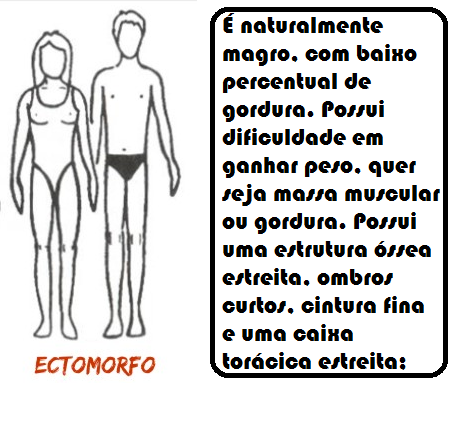 É naturalmente
magro, com baixo
percentual de
gordura. Possui
dificuldade em
ganhar peso, quer
seja massa muscular
ou gordura. Possui
uma estrutura óssea
estreita, ombros
curtos, cintura fina
e uma caixa
torácica estreita;
ECTOMORFO